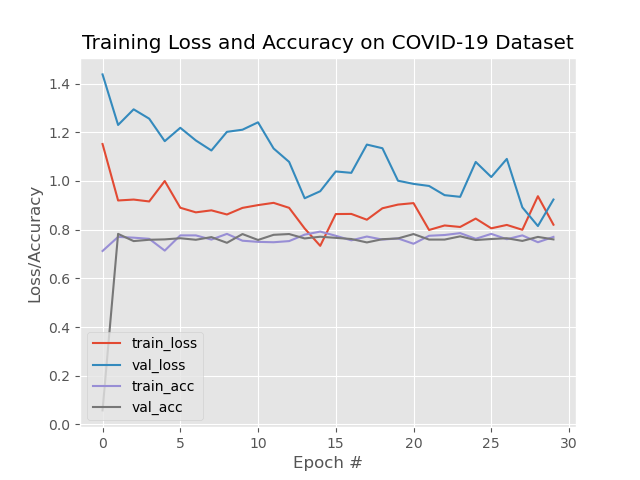 Training Loss and Accuracy on COVID-19 Dataset
1.4
1.2
1.0
0.8
0.6
0.4
0.2
0.0
Loss/Accuracy
train_loss
val_loss
train_acc
val_acc
0 5 10 15 20 25 30
Epoch #